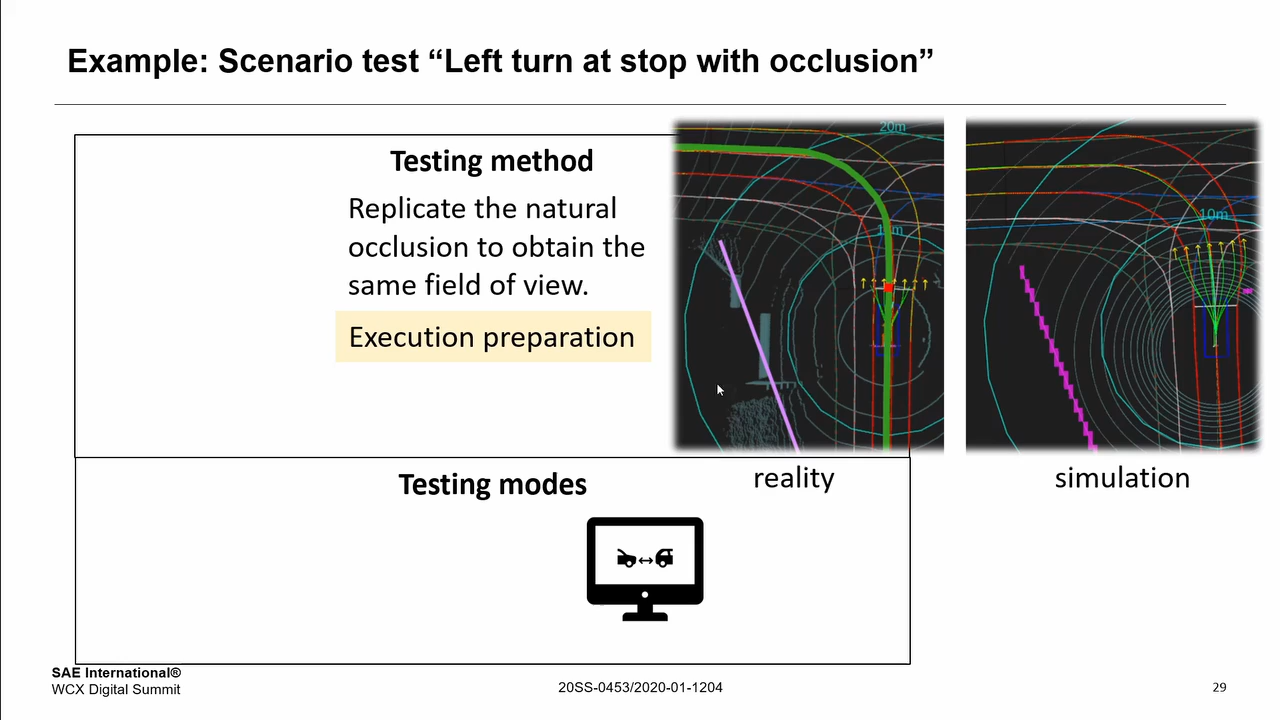 Example: Scenario test “Left turn at stop with occlusion”
Testing method
Replicate the natural
occlusion to obtain the
same field of view.
Execution preparation
20m
10m
reality
simulation
Testing modes
SAE International®
WCX Digital Summit
20SS-0453/2020-01-1204
29